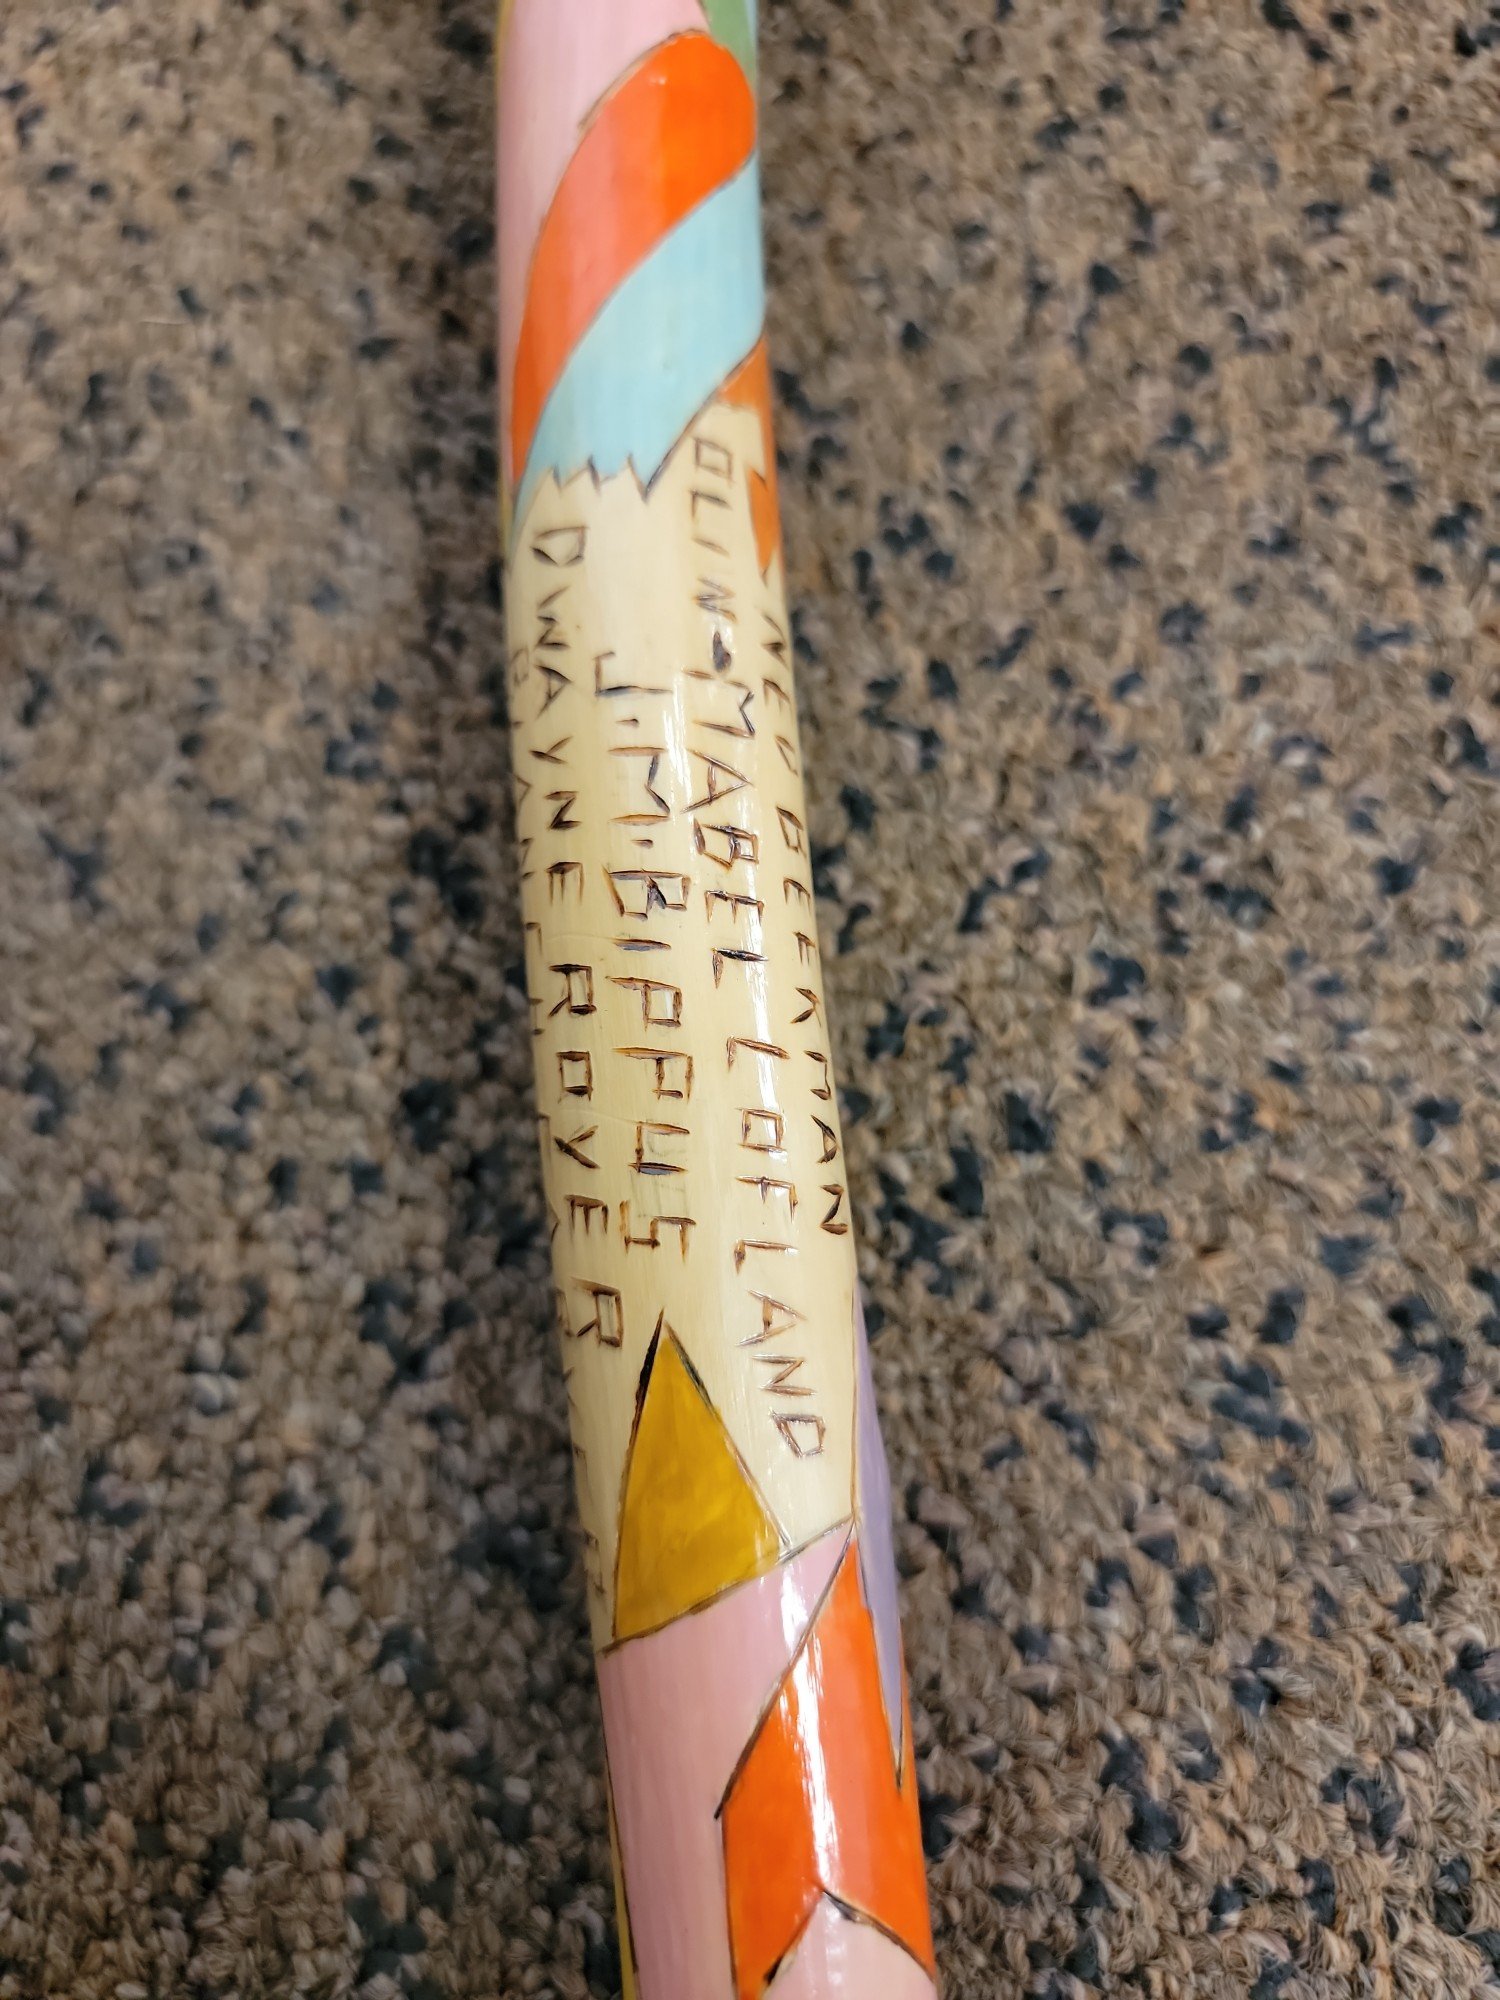 NED BEEKMAN
OLIN-MABEL LOFLAND
J.M.BIPPUS
DWAYNE ROYER